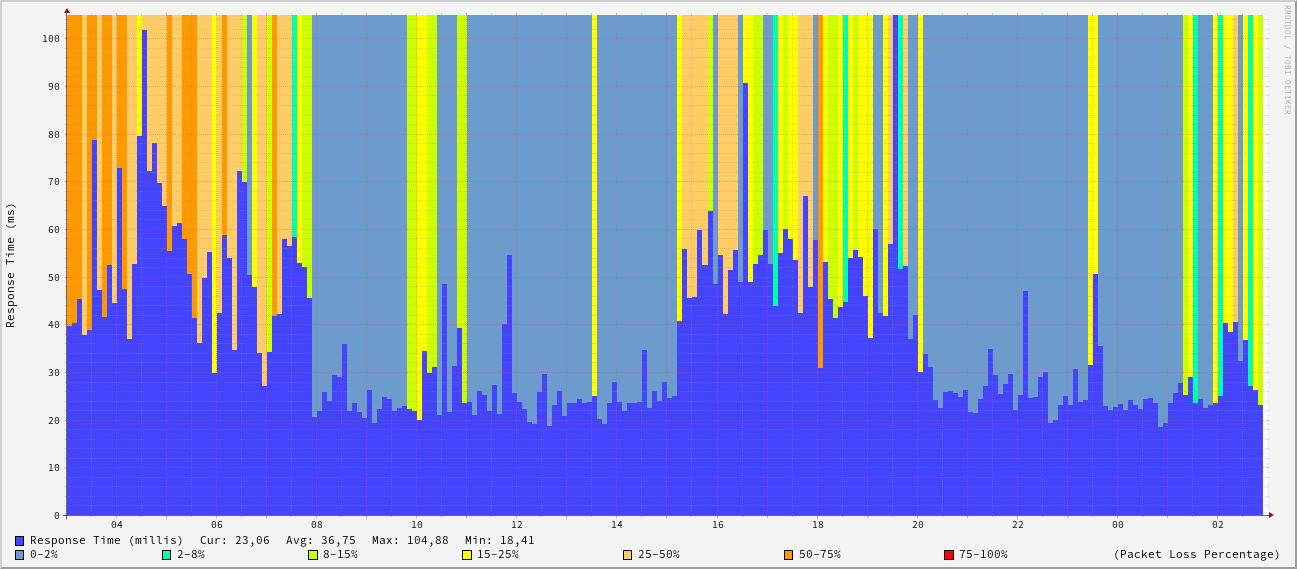 RRDTOOL / TOBI OETIKER
Response Time (ms)
100
90
80
70
60
50
40
30
20
10
0
04 06 08 10 12 14 16 18 20 22 00 02
Response Time (millis) Cur: 23,06 Avg: 36,75 Max: 104,88 Min: 18,41
0-2% 2-8% 8-15% 15-25% 25-50% 50-75% 75-100% (Packet Loss Percentage)